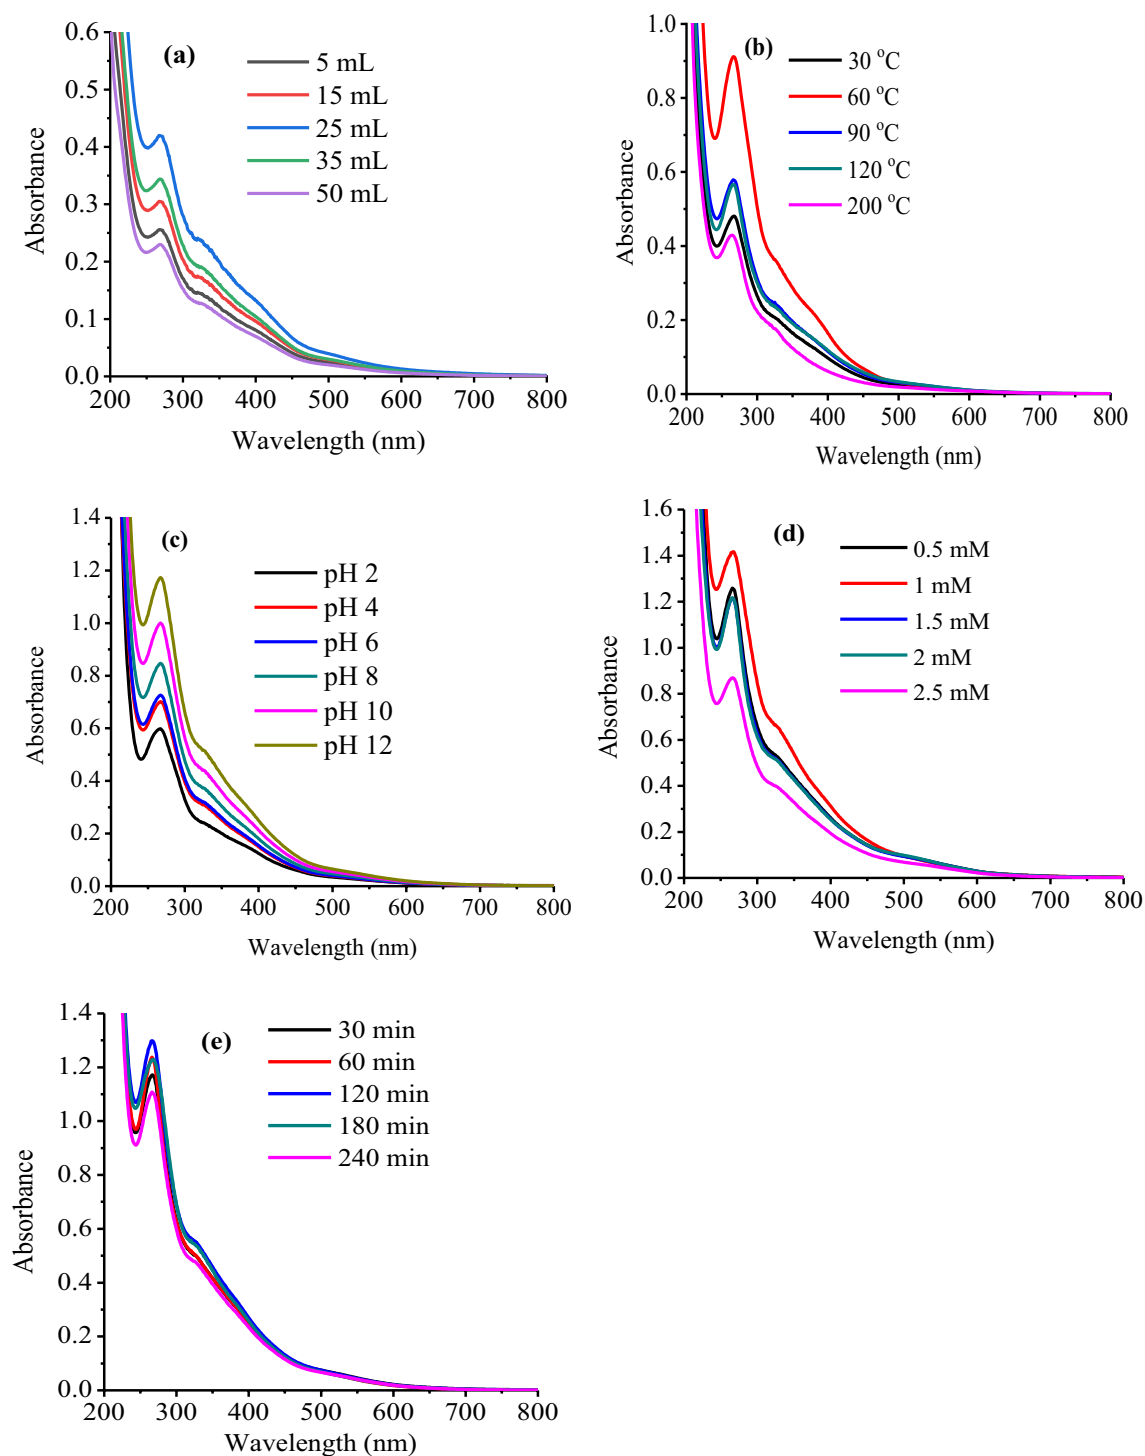 (a)
5 mL
15 mL
25 mL
35 mL
50 mL
0.6
0.5
0.4
0.3
0.2
0.1
0.0
200 300 400 500 600 700 800
Absorbance
Wavelength (nm)
(b)
30 °C
60 °C
90 °C
120 °C
200 °C
1.0
0.8
0.6
0.4
0.2
0.0
200 300 400 500 600 700 800
Absorbance
Wavelength (nm)
(c)
pH 2
pH 4
pH 6
pH 8
pH 10
pH 12
1.4
1.2
1.0
0.8
0.6
0.4
0.2
0.0
200 300 400 500 600 700 800
Absorbance
Wavelength (nm)
(d)
0.5 mM
1 mM
1.5 mM
2 mM
2.5 mM
1.6
1.4
1.2
1.0
0.8
0.6
0.4
0.2
0.0
200 300 400 500 600 700 800
Absorbance
Wavelength (nm)
(e)
30 min
60 min
120 min
180 min
240 min
1.4
1.2
1.0
0.8
0.6
0.4
0.2
0.0
200 300 400 500 600 700 800
Absorbance
Wavelength (nm)